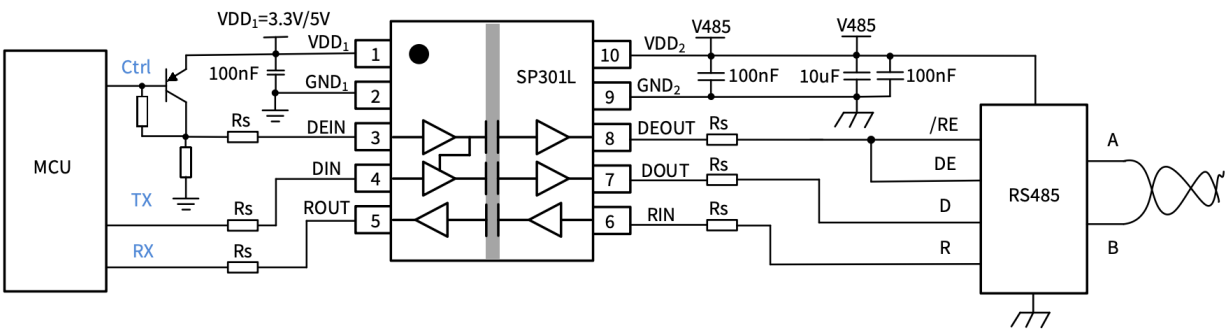 VDD₁=3.3V/5V
V485
V485
Ctrl
VDD₁
1
10
VDD₂
100nF
SP301L
100nF
10uF
100nF
GND₁
2
9
GND₂
Rs
DEIN
3
8
DEOUT
Rs
/RE
A
MCU
DIN
4
7
DOUT
Rs
DE
RS485
TX
Rs
ROUT
5
6
RIN
Rs
D
RX
Rs
R
B